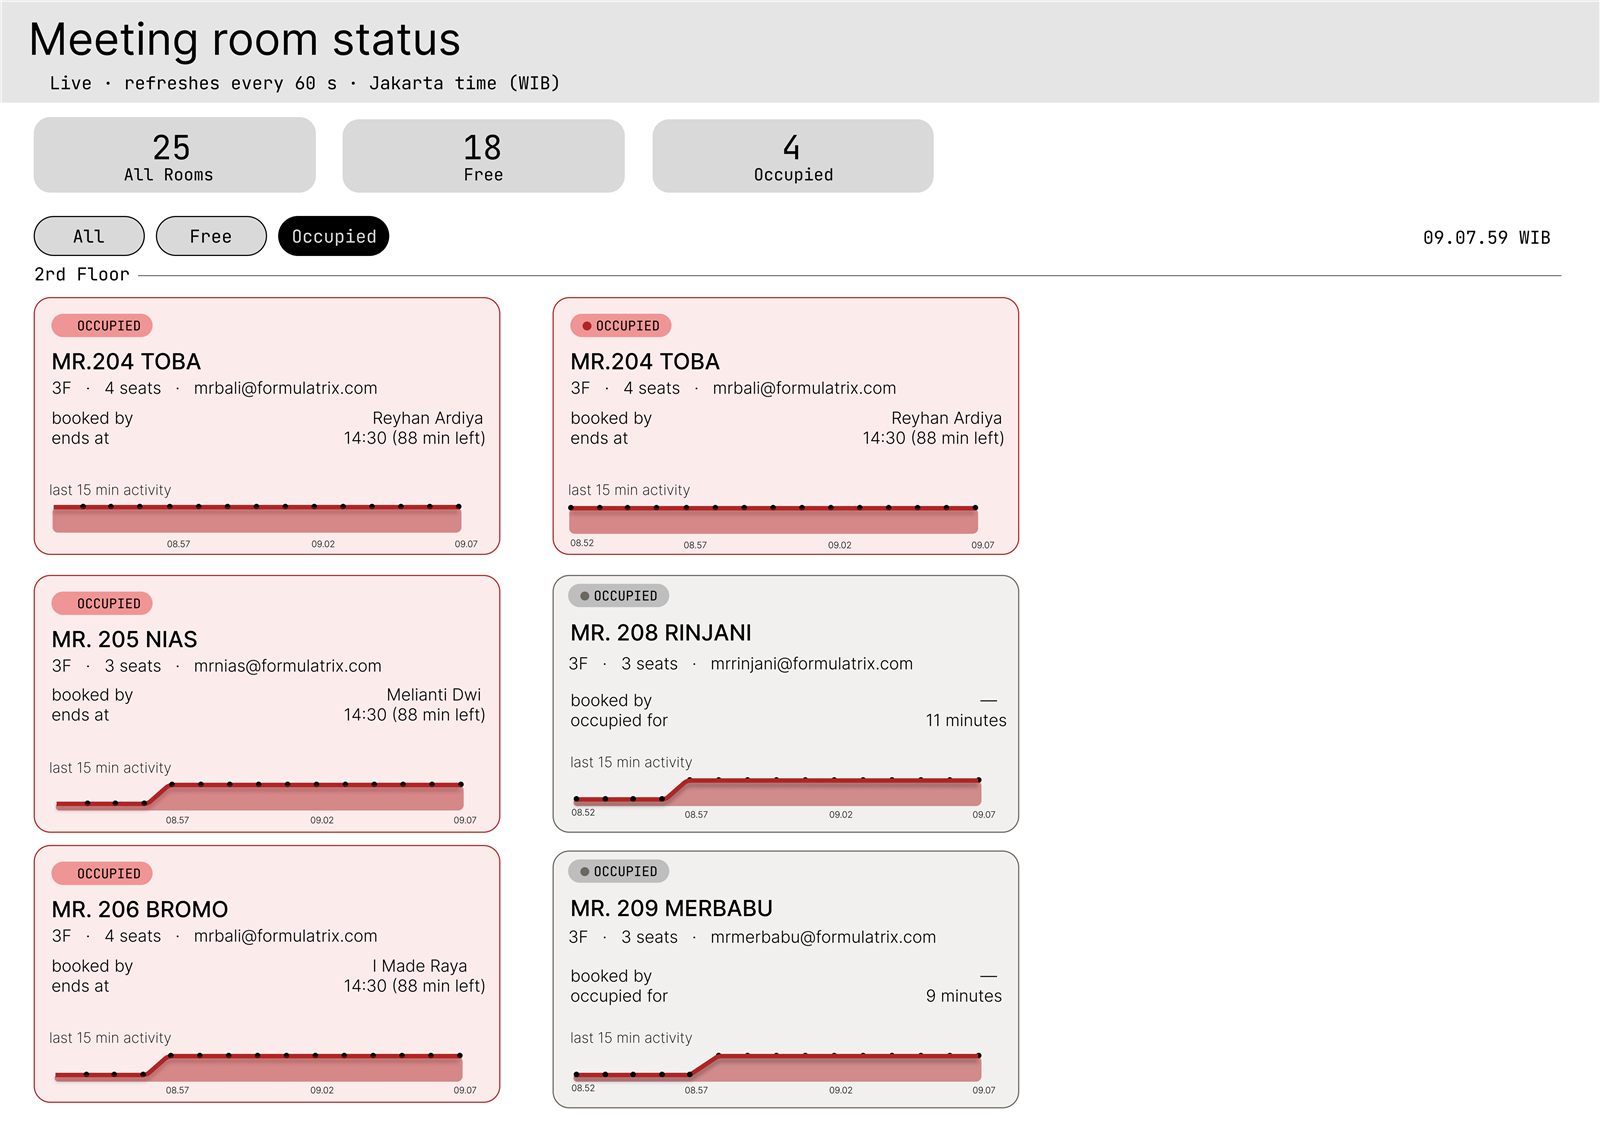 Meeting room status
Live · refreshes every 60 s · Jakarta time (WIB)
25
All Rooms
18
Free
4
Occupied
All
Free
Occupied
09.07.59 WIB
2rd Floor
OCCUPIED
MR.204 TOBA
3F · 4 seats · mrbali@formulatrix.com
booked by Reyhan Ardiya
ends at 14:30 (88 min left)
last 15 min activity
08.57 09.02 09.07
OCCUPIED
MR.204 TOBA
3F · 4 seats · mrbali@formulatrix.com
booked by Reyhan Ardiya
ends at 14:30 (88 min left)
last 15 min activity
08.52 08.57 09.02 09.07
OCCUPIED
MR. 205 NIAS
3F · 3 seats · mrnias@formulatrix.com
booked by Melianti Dwi
ends at 14:30 (88 min left)
last 15 min activity
08.57 09.02 09.07
OCCUPIED
MR. 208 RINJANI
3F · 3 seats · mrrinjani@formulatrix.com
booked by —
occupied for 11 minutes
last 15 min activity
08.52 08.57 09.02 09.07
OCCUPIED
MR. 206 BROMO
3F · 4 seats · mrbali@formulatrix.com
booked by I Made Raya
ends at 14:30 (88 min left)
last 15 min activity
08.57 09.02 09.07
OCCUPIED
MR. 209 MERBABU
3F · 3 seats · mrmerbabu@formulatrix.com
booked by —
occupied for 9 minutes
last 15 min activity
08.52 08.57 09.02 09.07